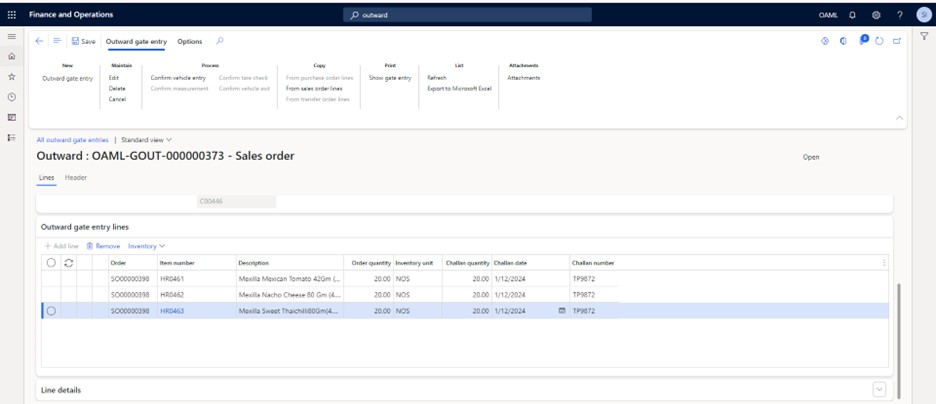 Finance and Operations
outward
OAML
?
Save
Outward gate entry
Options
New
Outward gate entry
Maintain
Edit
Delete
Cancel
Process
Confirm vehicle entry Confirm tare check
Confirm measurement Confirm vehicle exit
Copy
From purchase order lines
From sales order lines
From transfer order lines
Print
Show gate entry
List
Refresh
Export to Microsoft Excel
Attachments
Attachments
All outward gate entries | Standard view
Outward : OAML-GOUT-000000373 - Sales order
Open
Lines Header
C00446
Outward gate entry lines
+ Add line Remove Inventory
Order Item number Description Order quantity Inventory unit Challan quantity Challan date Challan number
SO00000398 HR0461 Mexilla Mexican Tomato 42Gm (... 20.00 NOS 20.00 1/12/2024 TP9872
SO00000398 HR0462 Mexilla Nacho Cheese 80 Gm (4... 20.00 NOS 20.00 1/12/2024 TP9872
SO00000398 HR0463 Mexilla Sweet Thaichilli80Gm(4... 20.00 NOS 20.00 1/12/2024 TP9872
Line details